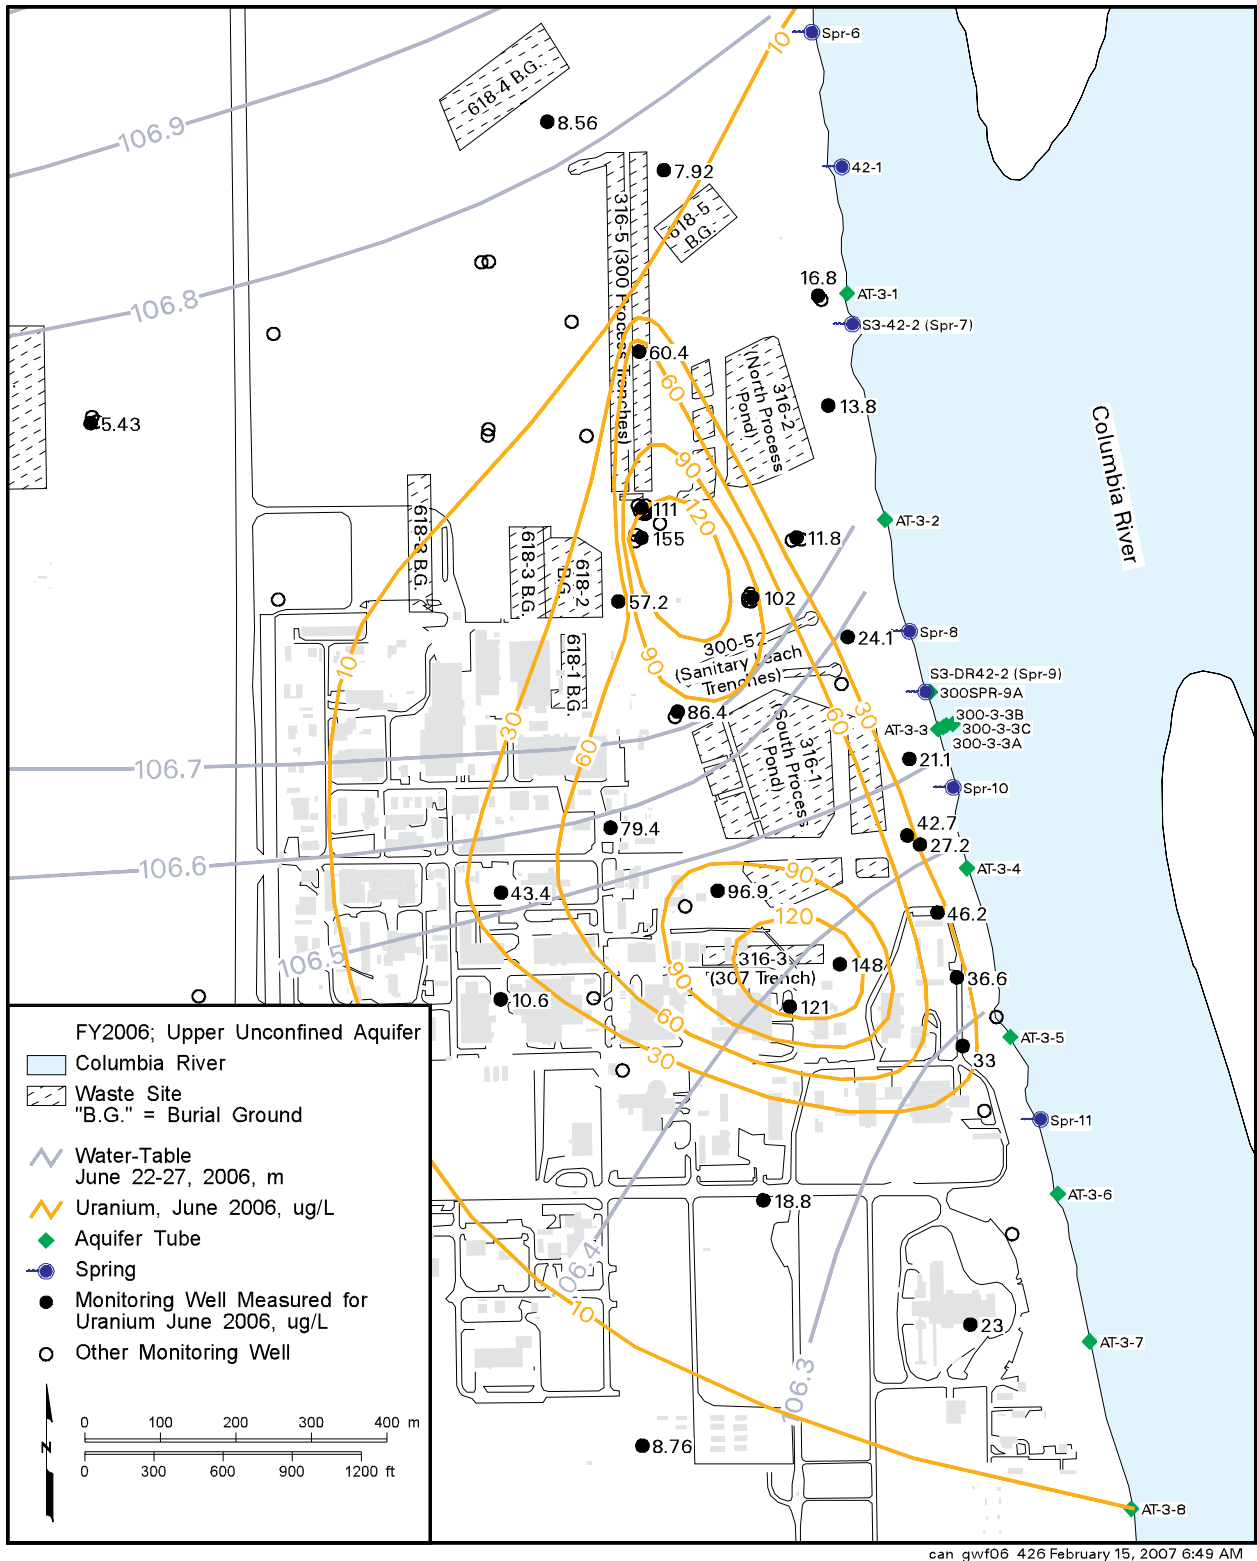 10
Spr-6
618-4 B.G.
106.9
8.56
7.92
42-1
618-5
B.G.
316-5 (300 Process Trenches)
106.8
16.8
AT-3-1
S3-42-2 (Spr-7)
60.4
60
316-2
(North Process
Pond)
13.8
5.43
Columbia River
90
111
120
155
11.8
AT-3-2
618-8 B.G.
618-3 B.G.
618-2
B.G.
57.2
102
300-52
(Sanitary Leach
Trenches)
24.1
Spr-8
10
618-1 B.G.
90
S3-DR42-2 (Spr-9)
300SPR-9A
86.4
30
60
316-1
(South Process
Pond)
60
30
AT-3-3
300-3-3B
300-3-3C
300-3-3A
106.7
21.1
Spr-10
79.4
42.7
27.2
106.6
AT-3-4
43.4
96.9
90
120
46.2
106.5
316-3
(307 Trench)
148
90
36.6
10.6
121
60
30
AT-3-5
33
Spr-11
AT-3-6
18.8
106.4
10
23
AT-3-7
106.3
8.76
AT-3-8
FY2006; Upper Unconfined Aquifer
Columbia River
Waste Site
"B.G." = Burial Ground
Water-Table
June 22-27, 2006, m
Uranium, June 2006, ug/L
Aquifer Tube
Spring
Monitoring Well Measured for
Uranium June 2006, ug/L
Other Monitoring Well
N
0 100 200 300 400 m
0 300 600 900 1200 ft
can_gwf06_426 February 15, 2007 6:49 AM